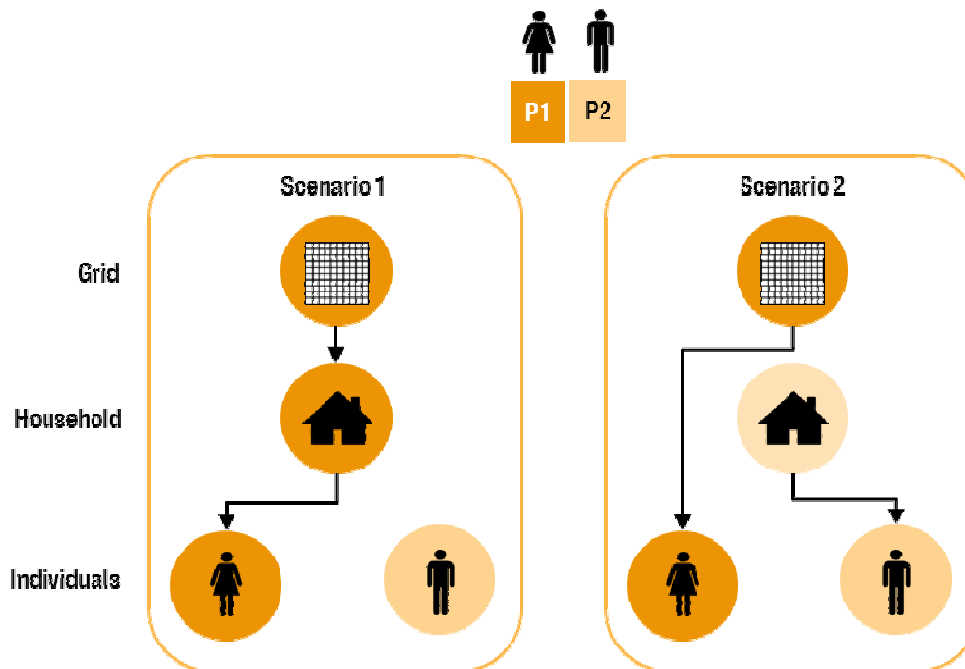 P1 P2
Scenario 1
Scenario 2
Grid
Household
Individuals